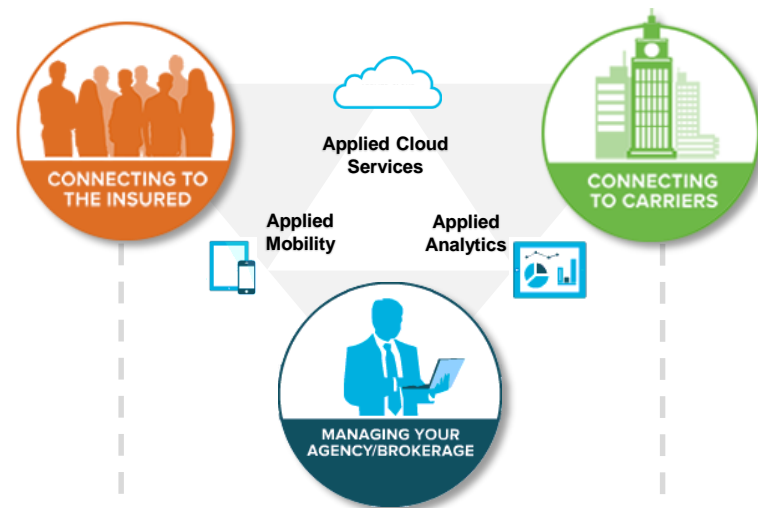 Applied Cloud
Services
CONNECTING TO
THE INSURED
CONNECTING
TO CARRIERS
Applied
Mobility
Applied
Analytics
MANAGING YOUR
AGENCY/BROKERAGE